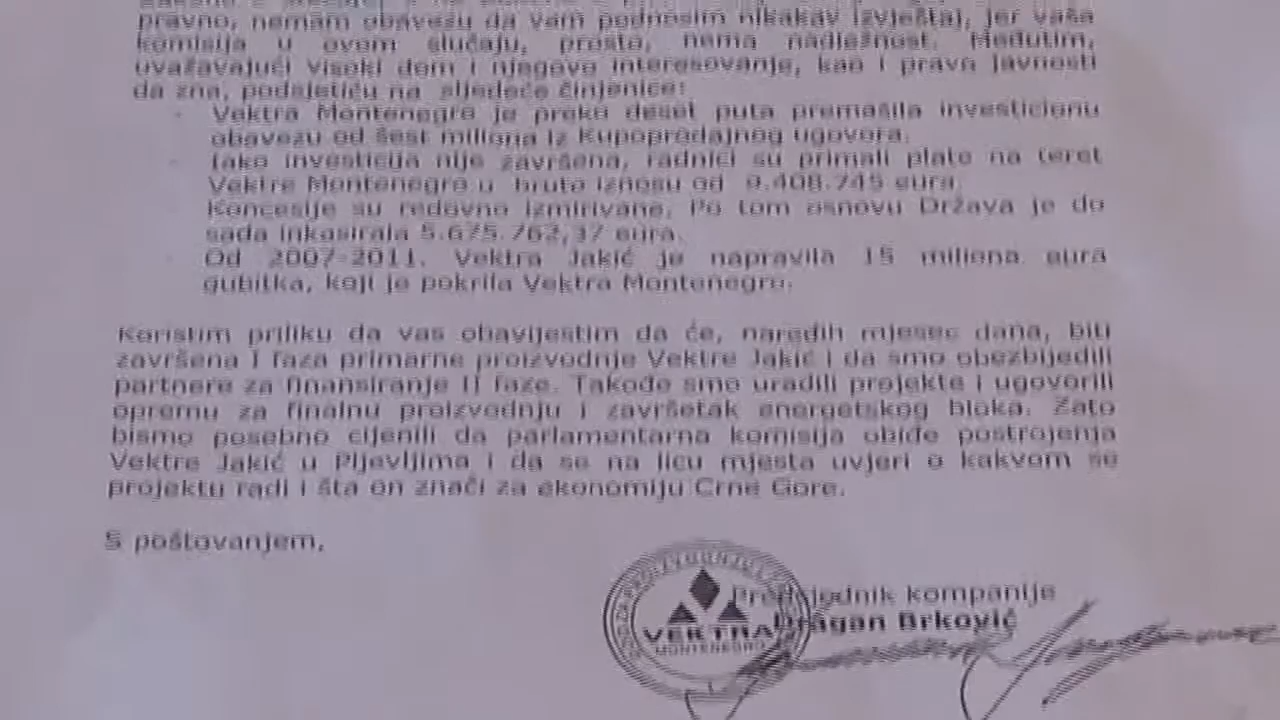 pravno, nemam obavezu da vam podnosim nikakav izvještaj, jer vaša
komisija u ovom slučaju, prosto, nema nadležnost. Međutim,
uvažavajući visoki dom i njegovo interesovanje, kao i pravo javnosti
da zna, podsjetiću na sljedeće činjenice:
- Vektra Montenegro je preko deset puta premašila investicionu
obavezu od šest miliona iz Kupoprodajnog ugovora.
- Iako investicija nije završena, radnici su primali plate na teret
Vektre Montenegro u bruto iznosu od 9.408.745 eura.
Koncesije su redovno izmirivane. Po tom osnovu Država je do
sada inkasirala 5.675.762,37 eura.
- Od 2007-2011. Vektra Jakić je napravila 15 miliona eura
gubitka, koji je pokrila Vektra Montenegro.
Koristim priliku da vas obavijestim da će, naredih mjesec dana, biti
završena I faza primarne proizvodnje Vektre Jakić i da smo obezbijedili
partnere za finansiranje II faze. Takođe smo uradili projekte i ugovorili
opremu za finalnu proizvodnju i završetak energetskog bloka. Zato
bismo posebno cijenili da parlamentarna komisija obiđe postrojenja
Vektre Jakić u Pljevljima i da se na licu mjesta uvjeri o kakvom se
projektu radi i šta on znači za ekonomiju Crne Gore.
S poštovanjem,
Predsjednik kompanije
Dragan Brković
VEKTRA
MONTENEGRO